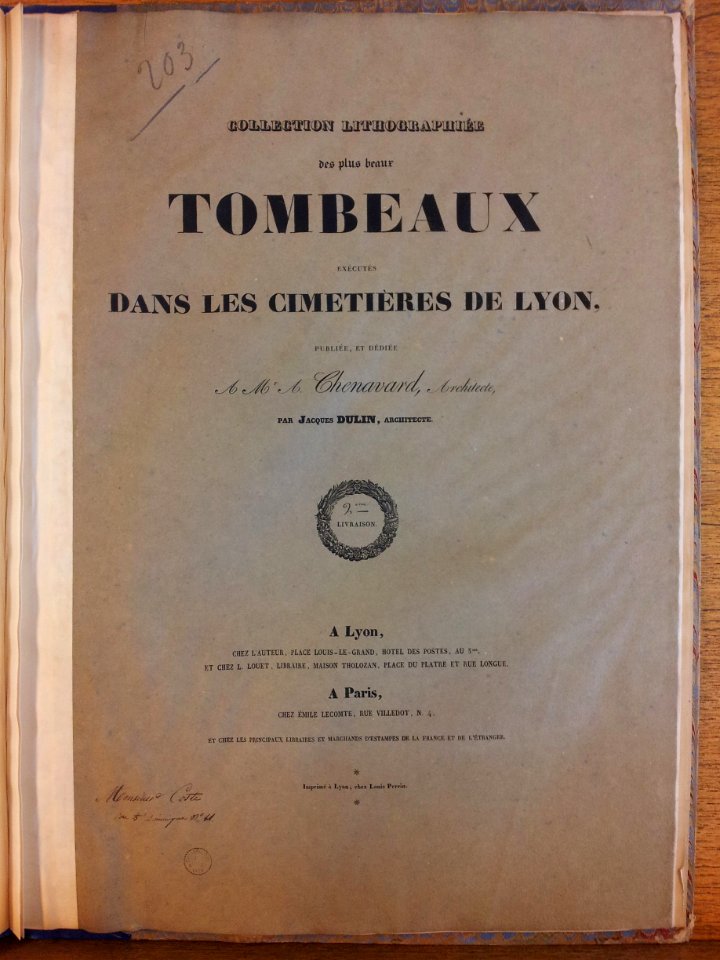 203
COLLECTION LITHOGRAPHIÉE
des plus beaux
TOMBEAUX
EXÉCUTÉS
DANS LES CIMETIÈRES DE LYON,
PUBLIÉE, ET DÉDIÉE
A Mr A. Chenavard, Architecte,
PAR JACQUES DULIN, ARCHITECTE.
2ème
LIVRAISON.
A Lyon,
CHEZ L'AUTEUR, PLACE LOUIS-LE-GRAND, HOTEL DES POSTES, AU 3me,
ET CHEZ L. LOUET, LIBRAIRE, MAISON THOLOZAN, PLACE DU PLATRE ET RUE LONGUE.
A Paris,
CHEZ ÉMILE LECOMTE, RUE VILLEDOT, N. 4,
ET CHEZ LES PRINCIPAUX LIBRAIRES ET MARCHANDS D'ESTAMPES DE LA FRANCE ET DE L'ÉTRANGER.
*
Imprimé à Lyon, chez Louis Perrin.
*
Monsieur Coste